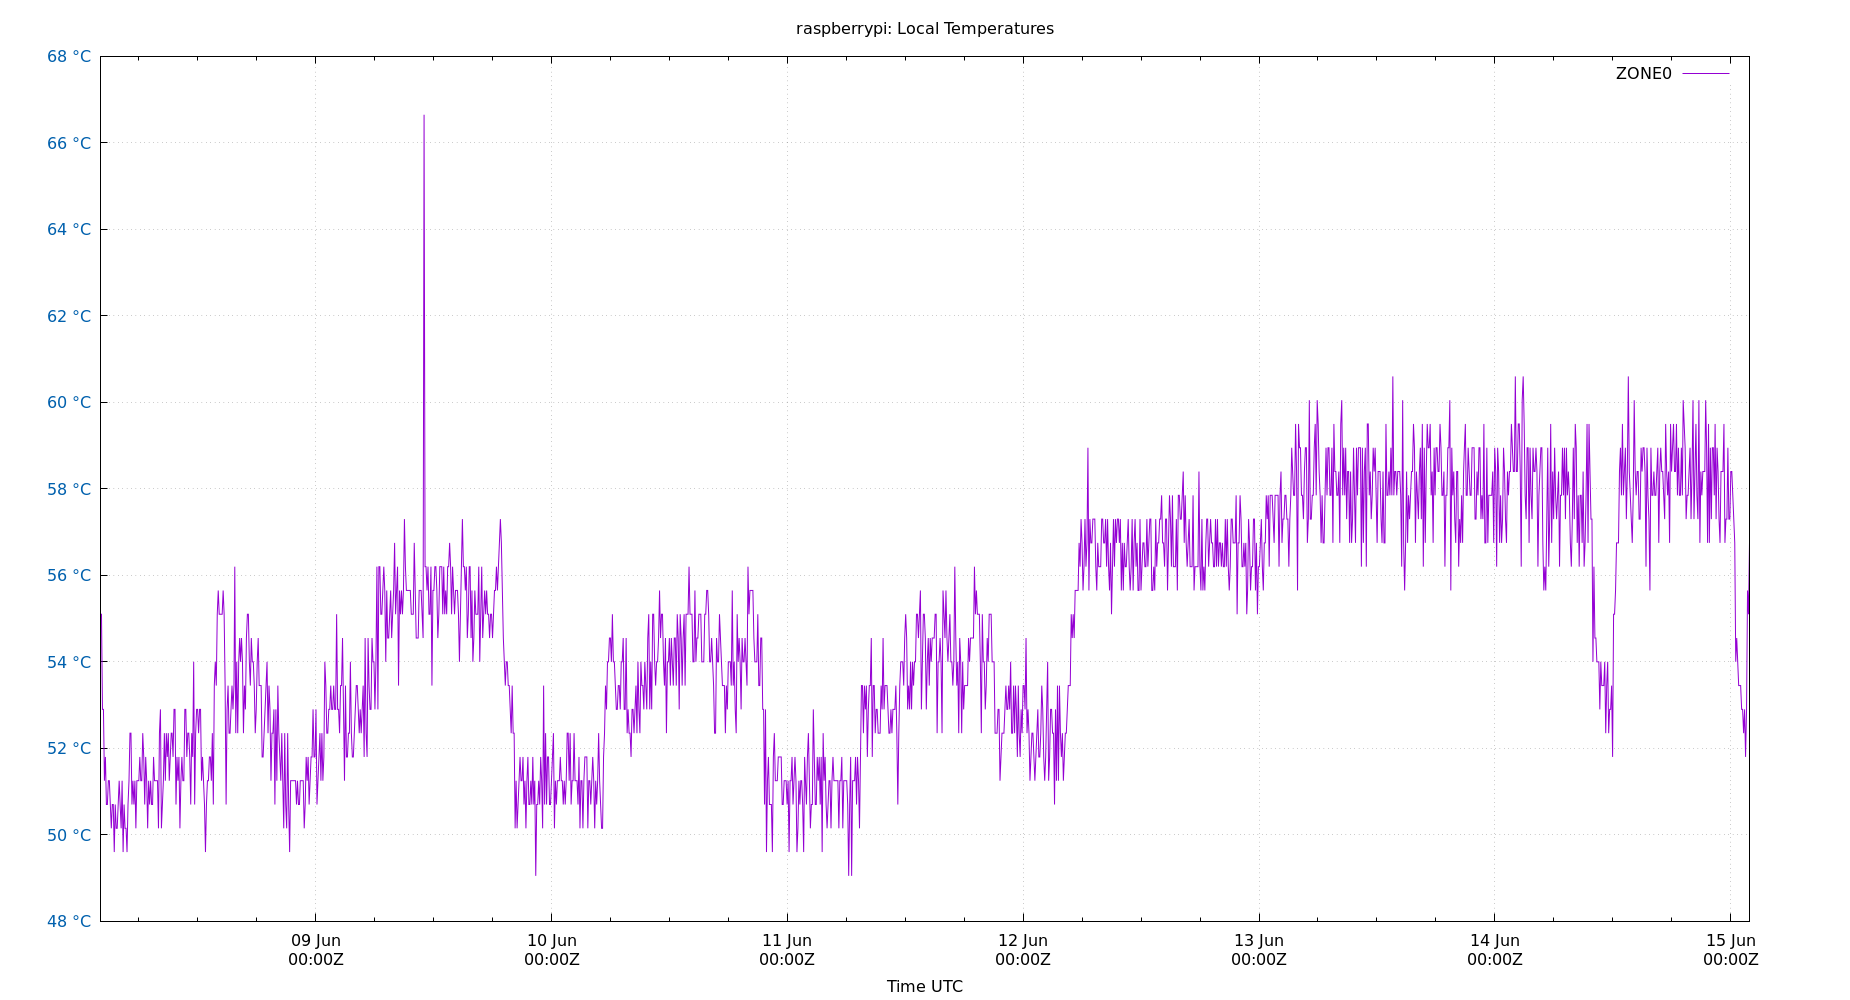 raspberrypi: Local Temperatures
68 °C
ZONE0
66 °C
64 °C
62 °C
60 °C
58 °C
56 °C
54 °C
52 °C
50 °C
48 °C
09 Jun 10 Jun 11 Jun 12 Jun 13 Jun 14 Jun 15 Jun
00:00Z 00:00Z 00:00Z 00:00Z 00:00Z 00:00Z 00:00Z
Time UTC